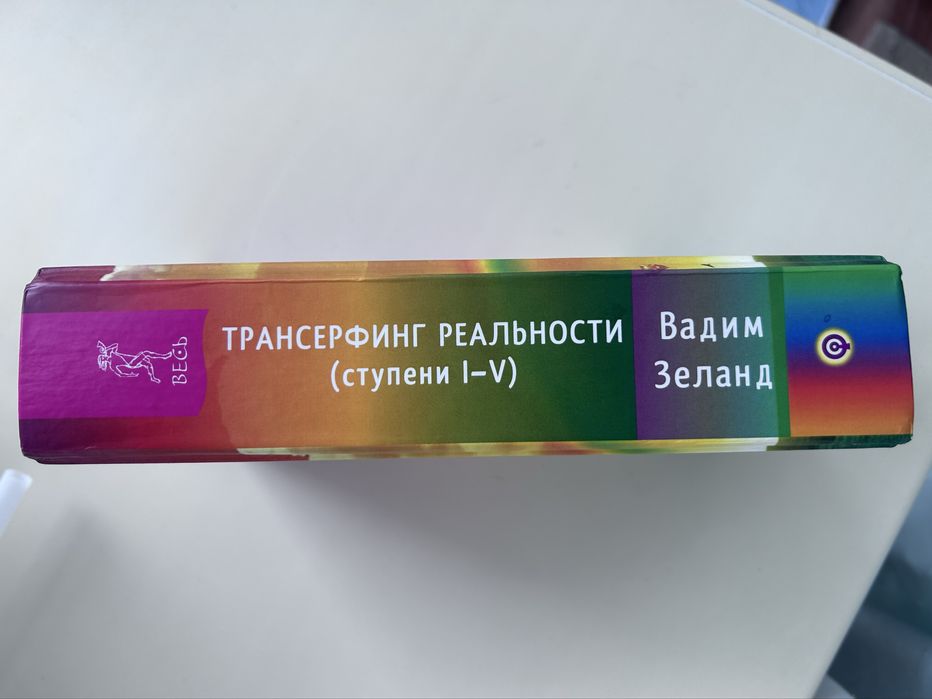 ВЕСЬ
ТРАНСЕРФИНГ РЕАЛЬНОСТИ
(ступени I–V)
Вадим
Зеланд